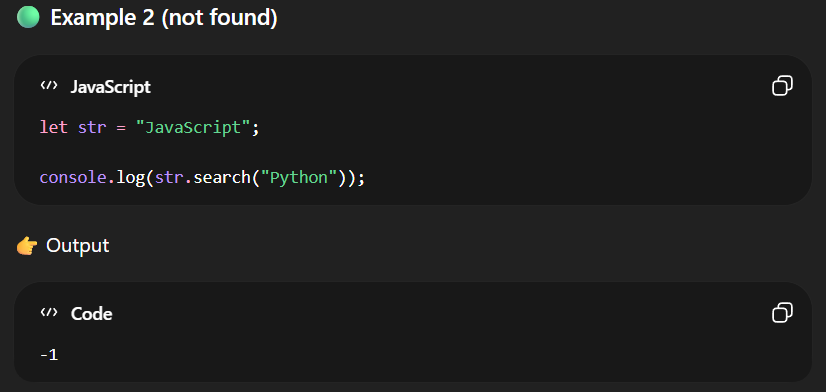 Example 2 (not found)
JavaScript
let str = "JavaScript";
console.log(str.search("Python"));
👉 Output
Code
-1